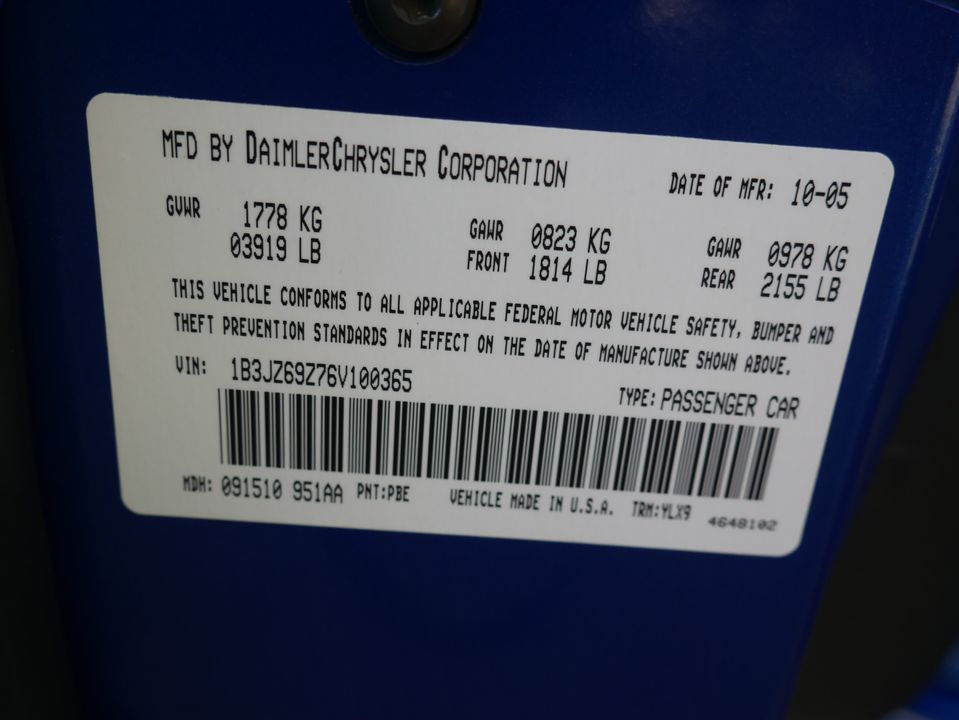 MFD BY DAIMLERCHRYSLER CORPORATION
DATE OF MFR: 10-05
GVWR 1778 KG
03919 LB
GAWR 0823 KG
FRONT 1814 LB
GAWR 0978 KG
REAR 2155 LB
THIS VEHICLE CONFORMS TO ALL APPLICABLE FEDERAL MOTOR VEHICLE SAFETY, BUMPER AND
THEFT PREVENTION STANDARDS IN EFFECT ON THE DATE OF MANUFACTURE SHOWN ABOVE.
VIN: 1B3JZ69Z76V100365
TYPE: PASSENGER CAR
MDH: 091510 951AA PNT:PBE VEHICLE MADE IN U.S.A. TRM:YLX9 4648102